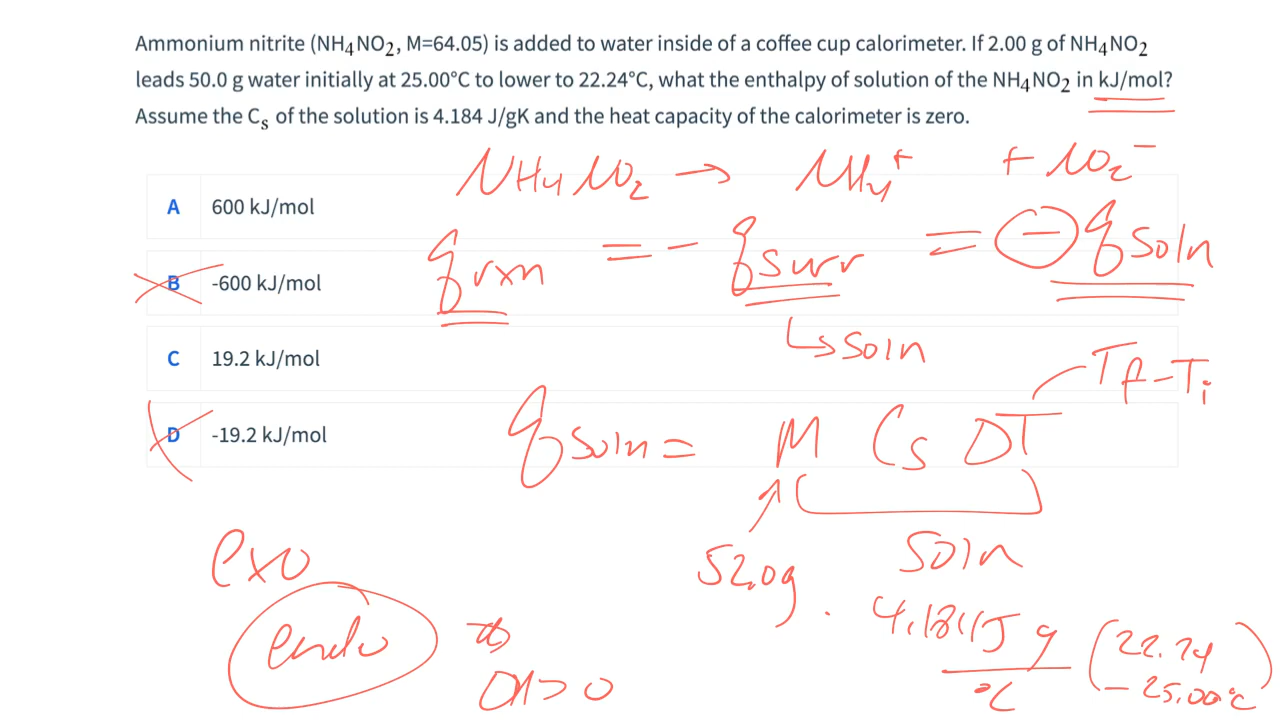 Ammonium nitrite (NH4NO2, M=64.05) is added to water inside of a coffee cup calorimeter. If 2.00 g of NH4NO2
leads 50.0 g water initially at 25.00°C to lower to 22.24°C, what the enthalpy of solution of the NH4NO2 in kJ/mol?
Assume the Cs of the solution is 4.184 J/gK and the heat capacity of the calorimeter is zero.
NH4NO2 → NH4+ + NO2−
A 600 kJ/mol
qrxn = −qsurr = −qsoln
B -600 kJ/mol
↳soln
C 19.2 kJ/mol
Tf−Ti
qsoln = M Cs DT
D -19.2 kJ/mol
soln
exo
52.0g . 4.184J g / °C (22.24 − 25.00°C)
endo
DH > 0